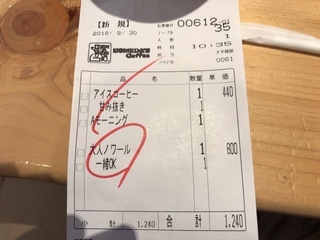 【新 規】
00612
2018/ 9/30
35
1
KOMEDA'S
Coffee
10:35
0061
品 名 数量 単 価
アイスコーヒー 1 440
甘み抜き 1
Aモーニング 1
大人ノワール 1 800
一緒OK 1
小 計 1,240 合 計 1,240